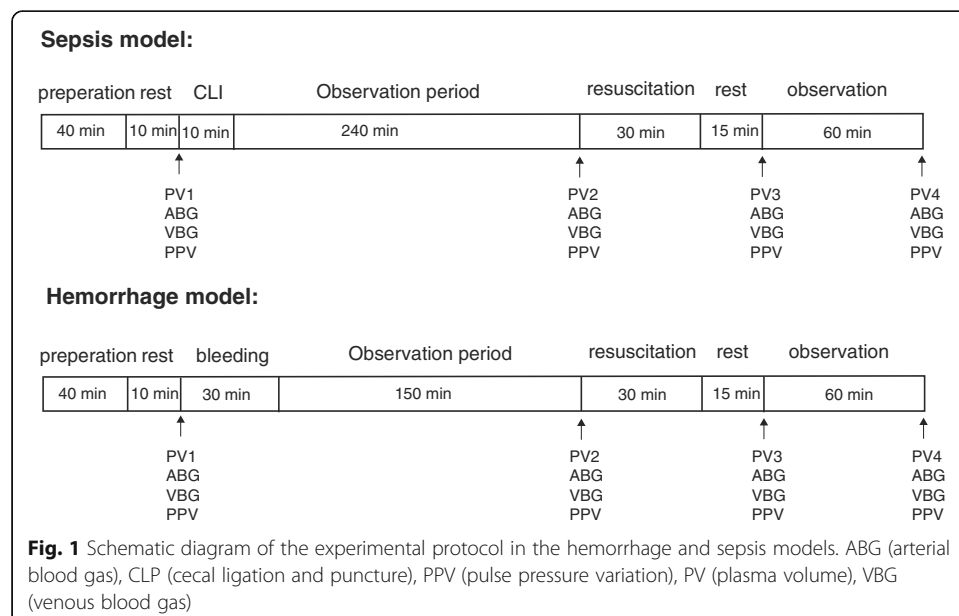 Sepsis model:
preperation rest CLI Observation period resuscitation rest observation
40 min 10 min 10 min 240 min 30 min 15 min 60 min
PV1 PV2 PV3 PV4
ABG ABG ABG ABG
VBG VBG VBG VBG
PPV PPV PPV PPV
Hemorrhage model:
preperation rest bleeding Observation period resuscitation rest observation
40 min 10 min 30 min 150 min 30 min 15 min 60 min
PV1 PV2 PV3 PV4
ABG ABG ABG ABG
VBG VBG VBG VBG
PPV PPV PPV PPV
Fig. 1 Schematic diagram of the experimental protocol in the hemorrhage and sepsis models. ABG (arterial
blood gas), CLP (cecal ligation and puncture), PPV (pulse pressure variation), PV (plasma volume), VBG
(venous blood gas)